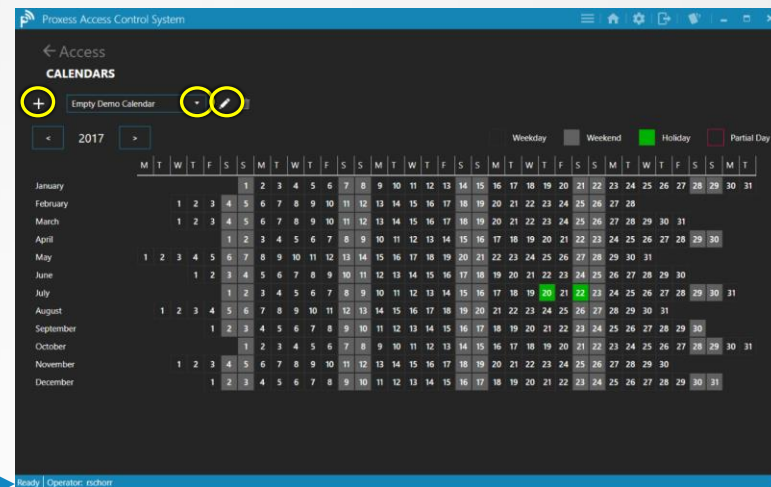 Proxess Access Control System
Access
CALENDARS
+ Empty Demo Calendar
< 2017 > Weekday Weekend Holiday Partial Day
M T W T F S S M T W T F S S M T W T F S S M T W T F S S M T W T F S S M T
January 1 2 3 4 5 6 7 8 9 10 11 12 13 14 15 16 17 18 19 20 21 22 23 24 25 26 27 28 29 30 31
February 1 2 3 4 5 6 7 8 9 10 11 12 13 14 15 16 17 18 19 20 21 22 23 24 25 26 27 28
March 1 2 3 4 5 6 7 8 9 10 11 12 13 14 15 16 17 18 19 20 21 22 23 24 25 26 27 28 29 30 31
April 1 2 3 4 5 6 7 8 9 10 11 12 13 14 15 16 17 18 19 20 21 22 23 24 25 26 27 28 29 30
May 1 2 3 4 5 6 7 8 9 10 11 12 13 14 15 16 17 18 19 20 21 22 23 24 25 26 27 28 29 30 31
June 1 2 3 4 5 6 7 8 9 10 11 12 13 14 15 16 17 18 19 20 21 22 23 24 25 26 27 28 29 30
July 1 2 3 4 5 6 7 8 9 10 11 12 13 14 15 16 17 18 19 20 21 22 23 24 25 26 27 28 29 30 31
August 1 2 3 4 5 6 7 8 9 10 11 12 13 14 15 16 17 18 19 20 21 22 23 24 25 26 27 28 29 30 31
September 1 2 3 4 5 6 7 8 9 10 11 12 13 14 15 16 17 18 19 20 21 22 23 24 25 26 27 28 29 30
October 1 2 3 4 5 6 7 8 9 10 11 12 13 14 15 16 17 18 19 20 21 22 23 24 25 26 27 28 29 30 31
November 1 2 3 4 5 6 7 8 9 10 11 12 13 14 15 16 17 18 19 20 21 22 23 24 25 26 27 28 29 30
December 1 2 3 4 5 6 7 8 9 10 11 12 13 14 15 16 17 18 19 20 21 22 23 24 25 26 27 28 29 30 31
Ready Operator: rschorr